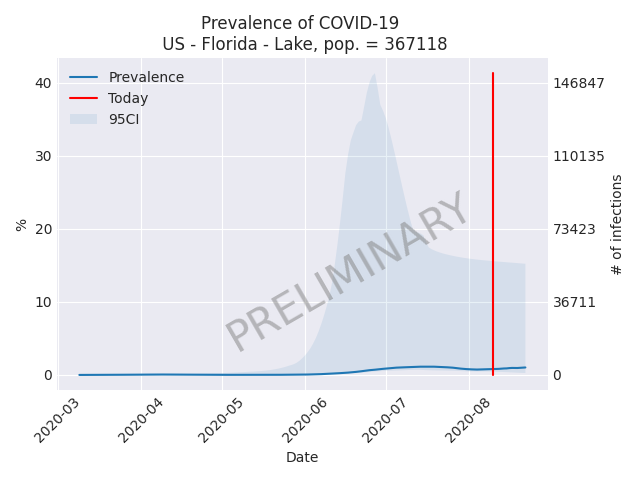 Prevalence of COVID-19
US - Florida - Lake, pop. = 367118
Prevalence
Today
95CI
40
30
20
10
0
%
146847
110135
73423
36711
0
# of infections
PRELIMINARY
2020-03
2020-04
2020-05
2020-06
2020-07
2020-08
Date